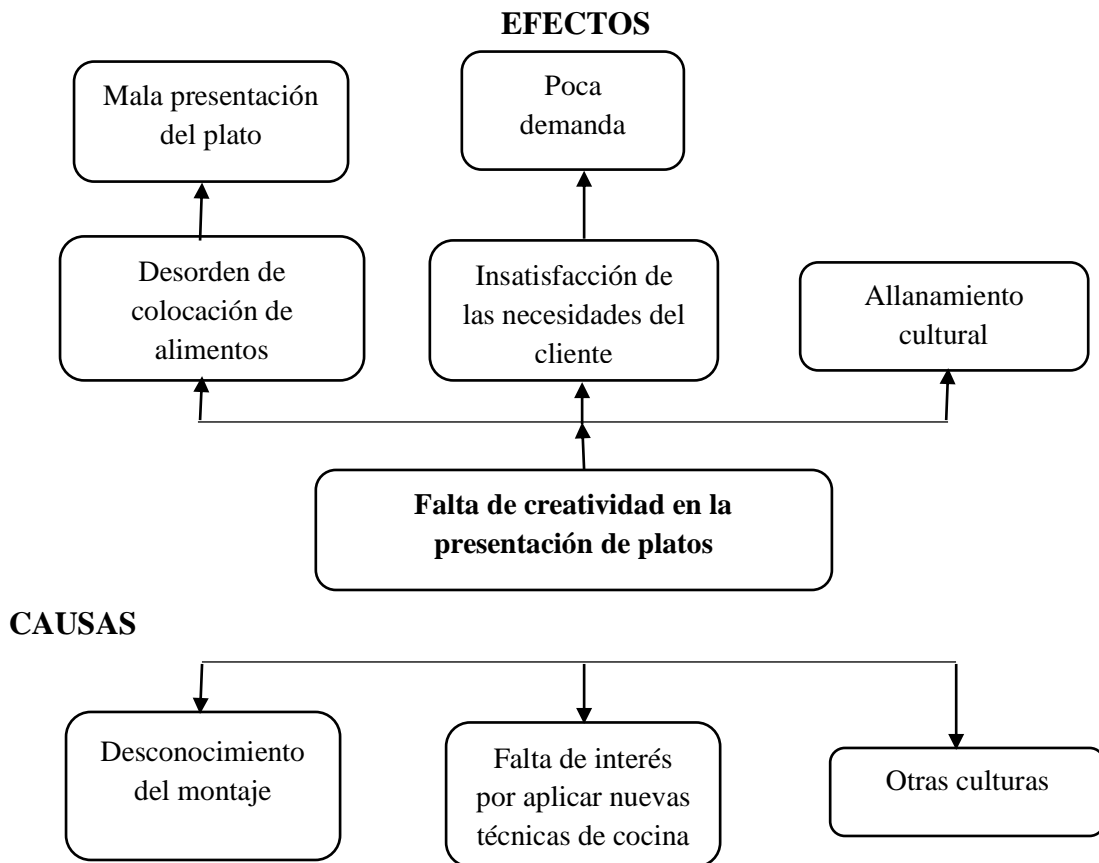 EFECTOS
Mala presentación
del plato
Poca
demanda
Desorden de
colocación de
alimentos
Insatisfacción de
las necesidades del
cliente
Allanamiento
cultural
Falta de creatividad en la
presentación de platos
CAUSAS
Desconocimiento
del montaje
Falta de interés
por aplicar nuevas
técnicas de cocina
Otras culturas